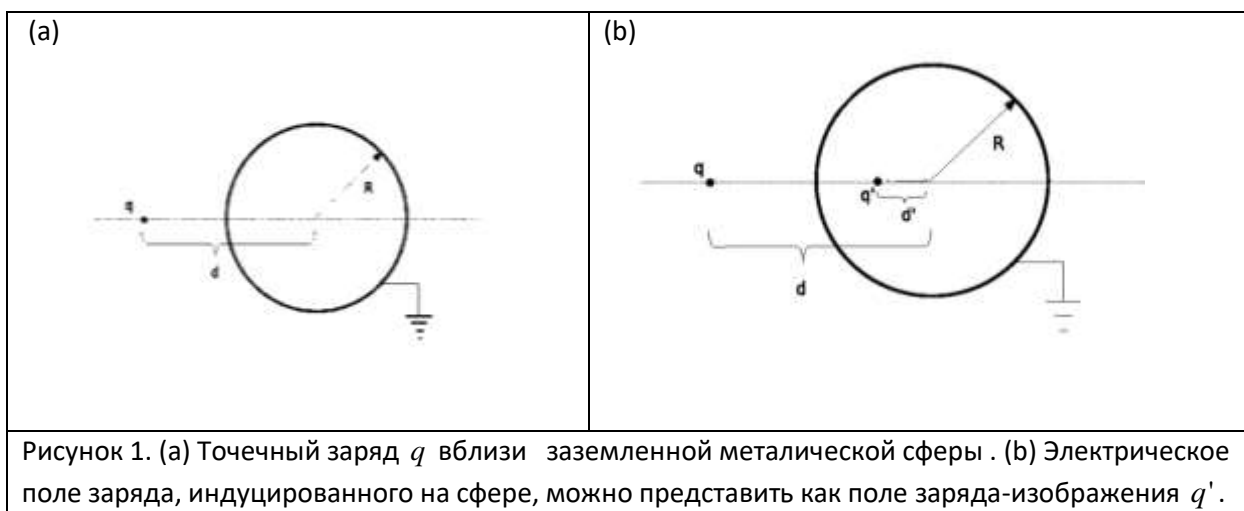 (a)
(b)
R
q
d
R
q
q'
d'
d
Рисунок 1. (a) Точечный заряд q вблизи заземленной металической сферы . (b) Электрическое
поле заряда, индуцированного на сфере, можно представить как поле заряда-изображения q' .